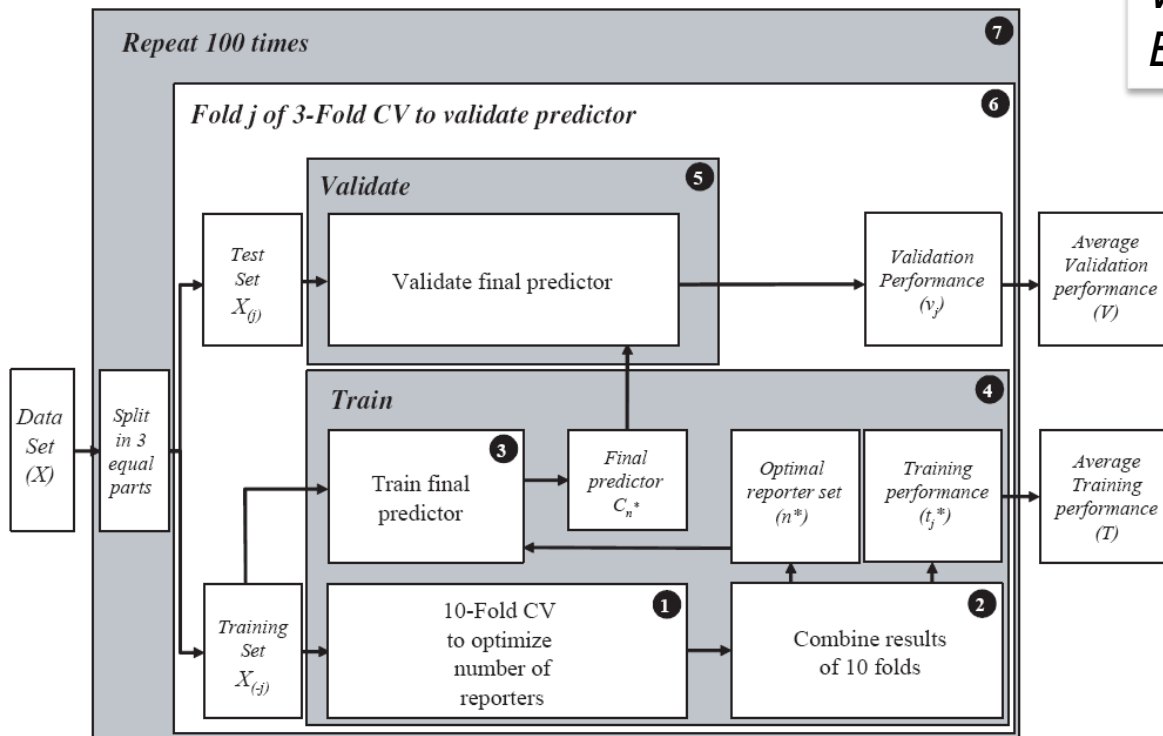 Repeat 100 times
7
Fold j of 3-Fold CV to validate predictor
6
Validate
5
Test
Set
X(j)
Validate final predictor
Validation
Performance
(vj)
Average
Validation
performance
(V)
Data
Set
(X)
Split
in 3
equal
parts
Train
4
3
Train final
predictor
Final
predictor
Cn*
Optimal
reporter set
(n*)
Training
performance
(tj*)
Average
Training
performance
(T)
Training
Set
X(-j)
1
10-Fold CV
to optimize
number of
reporters
2
Combine results
of 10 folds